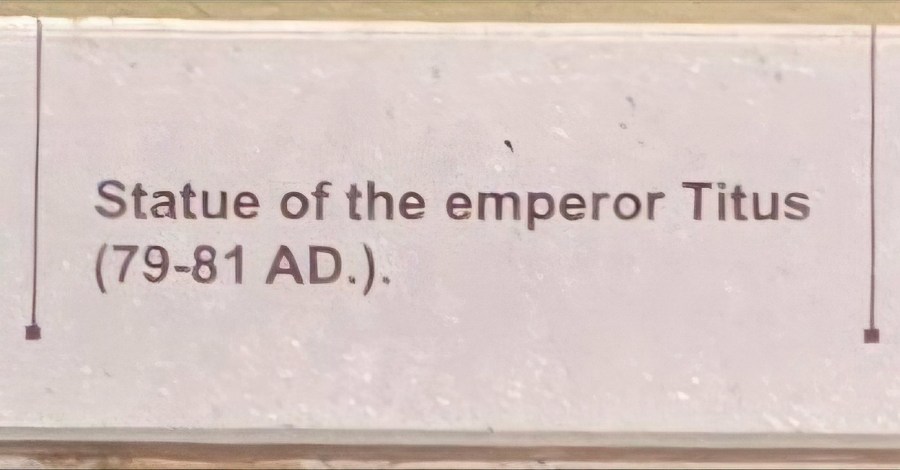 Statue of the emperor Titus
(79-81 AD.).